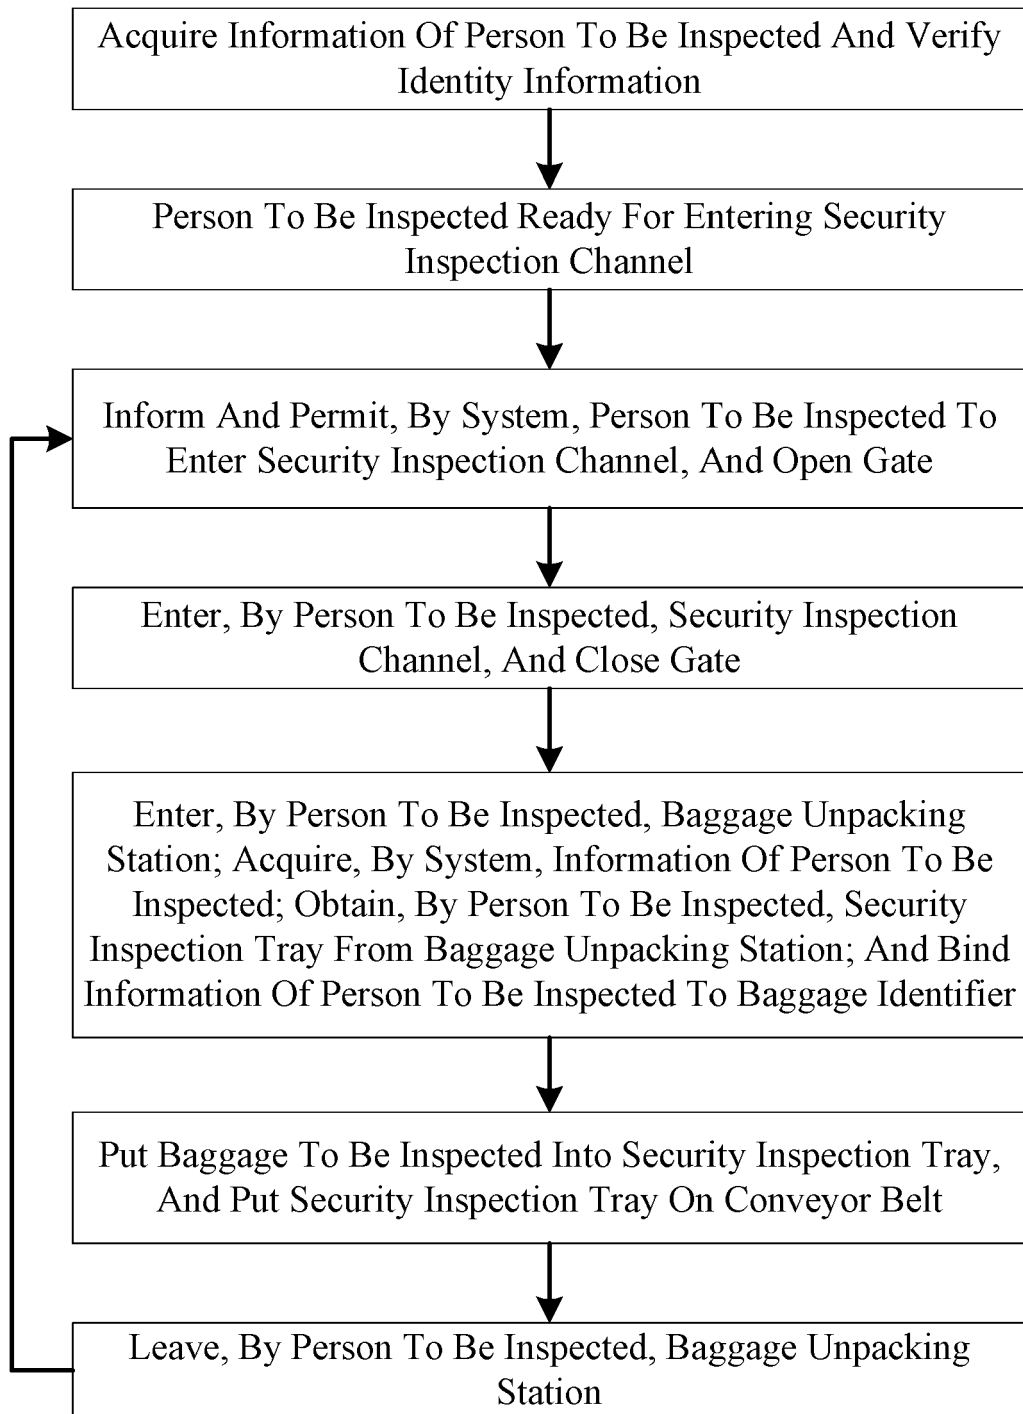 Acquire Information Of Person To Be Inspected And Verify
Identity Information
Person To Be Inspected Ready For Entering Security
Inspection Channel
Inform And Permit, By System, Person To Be Inspected To
Enter Security Inspection Channel, And Open Gate
Enter, By Person To Be Inspected, Security Inspection
Channel, And Close Gate
Enter, By Person To Be Inspected, Baggage Unpacking
Station; Acquire, By System, Information Of Person To Be
Inspected; Obtain, By Person To Be Inspected, Security
Inspection Tray From Baggage Unpacking Station; And Bind
Information Of Person To Be Inspected To Baggage Identifier
Put Baggage To Be Inspected Into Security Inspection Tray,
And Put Security Inspection Tray On Conveyor Belt
Leave, By Person To Be Inspected, Baggage Unpacking
Station